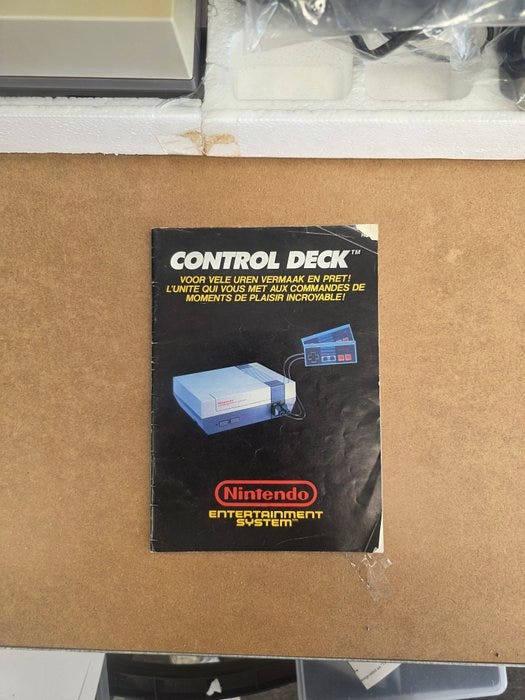 CONTROL DECK™
VOOR VELE UREN VERMAAK EN PRET!
L'UNITE QUI VOUS MET AUX COMMANDES DE
MOMENTS DE PLAISIR INCROYABLE!
Nintendo
ENTERTAINMENT
SYSTEM™